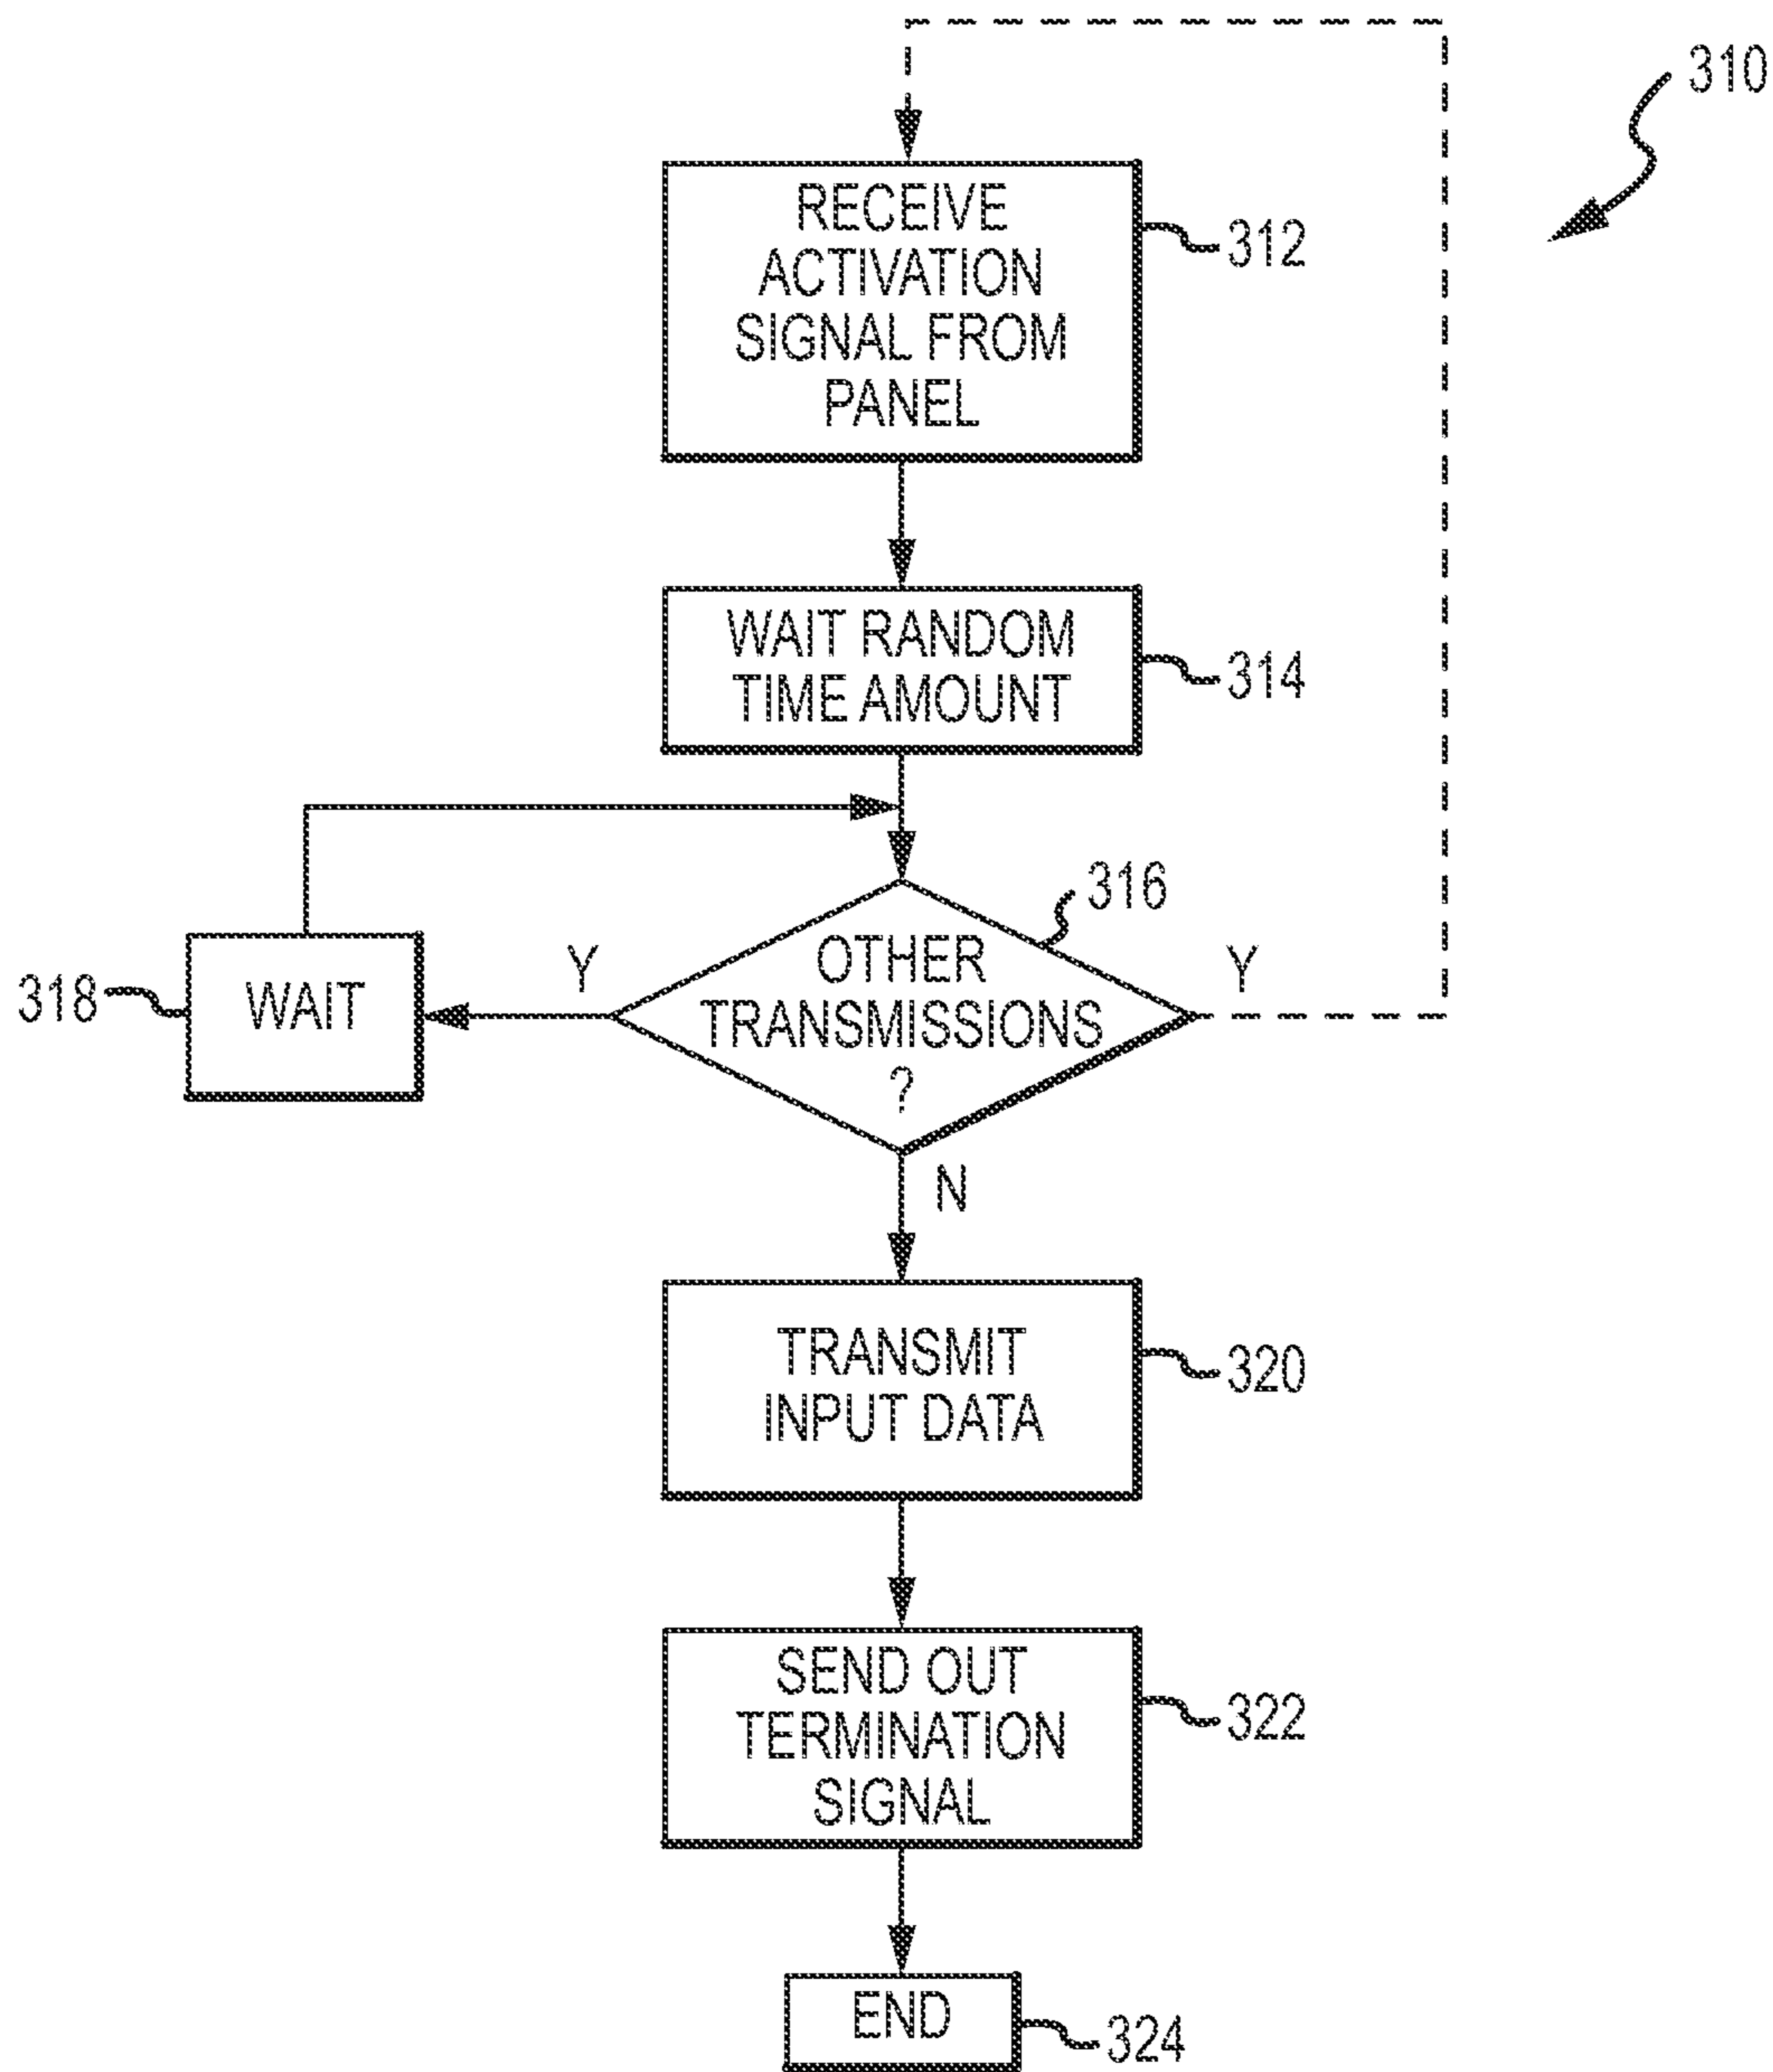 310
RECEIVE
ACTIVATION
SIGNAL FROM
PANEL
312
WAIT RANDOM
TIME AMOUNT
314
316
OTHER
TRANSMISSIONS
?
Y
Y
318
WAIT
N
TRANSMIT
INPUT DATA
320
SEND OUT
TERMINATION
SIGNAL
322
END
324